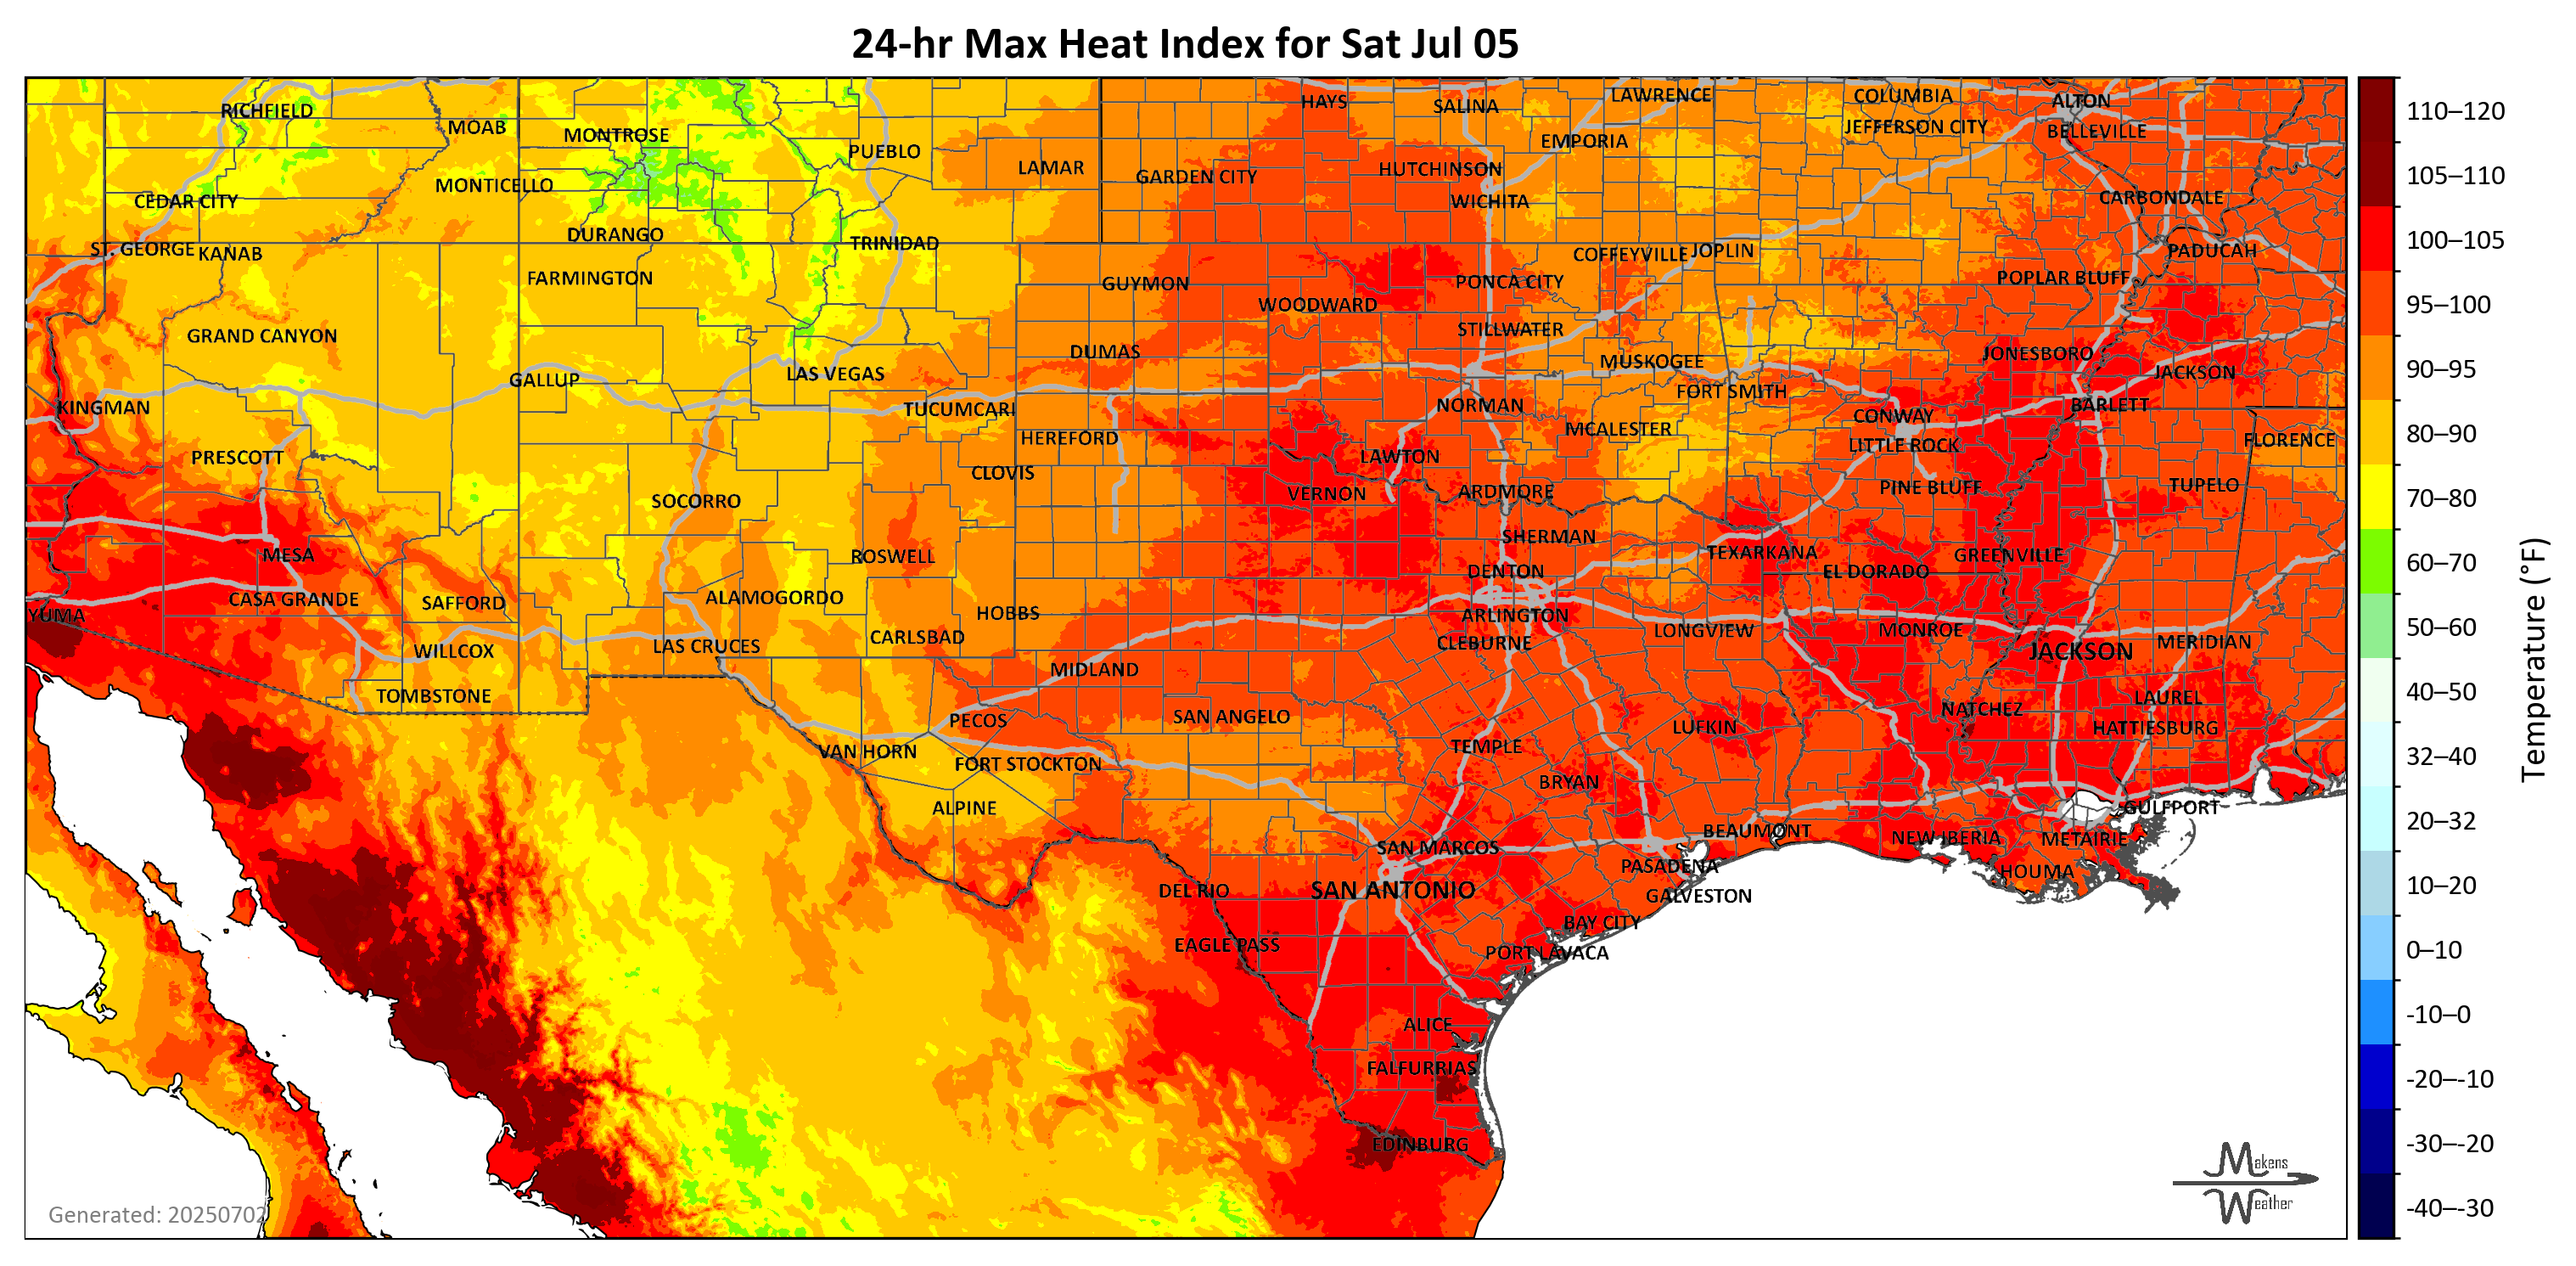 24-hr Max Heat Index for Sat Jul 05
HAYS
SALINA
LAWRENCE
COLUMBIA
ALTON
RICHFIELD
MOAB
MONTROSE
PUEBLO
EMPORIA
JEFFERSON CITY
BELLEVILLE
LAMAR
GARDEN CITY
HUTCHINSON
MONTICELLO
CEDAR CITY
WICHITA
CARBONDALE
DURANGO
TRINIDAD
ST. GEORGE
KANAB
COFFEYVILLE
JOPLIN
PADUCAH
FARMINGTON
GUYMON
PONCA CITY
POPLAR BLUFF
WOODWARD
GRAND CANYON
STILLWATER
DUMAS
MUSKOGEE
JONESBORO
GALLUP
LAS VEGAS
FORT SMITH
JACKSON
KINGMAN
TUCUMCARI
NORMAN
CONWAY
BARLETT
HEREFORD
MCALESTER
LITTLE ROCK
FLORENCE
PRESCOTT
CLOVIS
LAWTON
SOCORRO
VERNON
ARDMORE
PINE BLUFF
TUPELO
MESA
ROSWELL
SHERMAN
TEXARKANA
GREENVILLE
DENTON
EL DORADO
CASA GRANDE
SAFFORD
ALAMOGORDO
HOBBS
ARLINGTON
YUMA
WILLCOX
LAS CRUCES
CARLSBAD
CLEBURNE
LONGVIEW
MONROE
JACKSON
MERIDIAN
TOMBSTONE
MIDLAND
LAUREL
PECOS
SAN ANGELO
LUFKIN
NATCHEZ
HATTIESBURG
VAN HORN
FORT STOCKTON
TEMPLE
BRYAN
ALPINE
GULFPORT
SAN MARCOS
BEAUMONT
NEW IBERIA
METAIRIE
DEL RIO
SAN ANTONIO
PASADENA
GALVESTON
HOUMA
EAGLE PASS
BAY CITY
PORT LAVACA
ALICE
FALFURRIAS
EDINBURG
Generated: 20250702
Makens
Weather
110–120
105–110
100–105
95–100
90–95
80–90
70–80
60–70
50–60
40–50
32–40
20–32
10–20
0–10
-10–0
-20–-10
-30–-20
-40–-30
Temperature (°F)